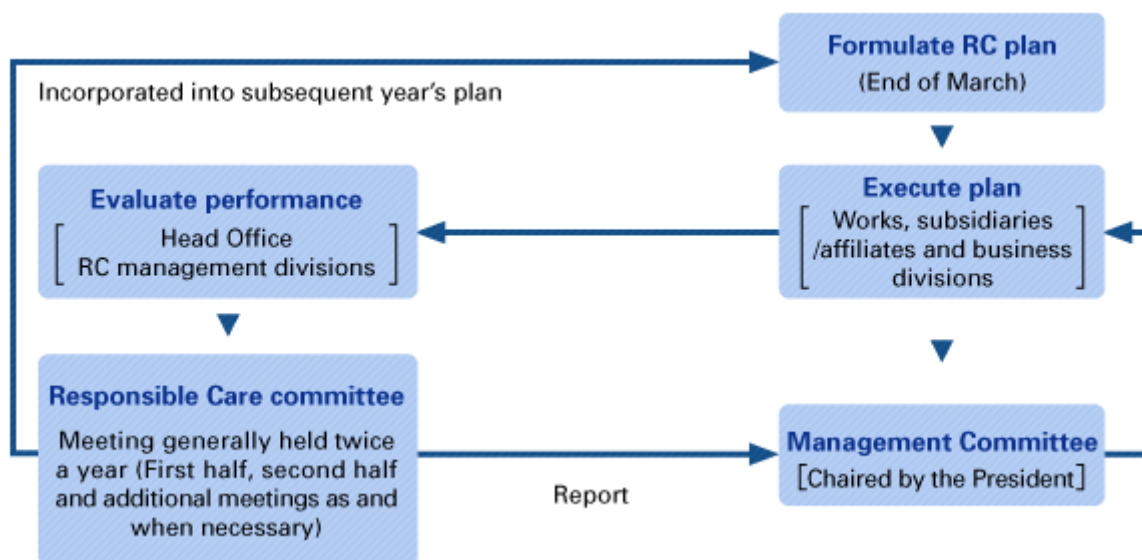 Formulate RC plan
(End of March)
Incorporated into subsequent year's plan
Evaluate performance
[Head Office
RC management divisions]
Execute plan
[Works, subsidiaries
/affiliates and business
divisions]
Responsible Care committee
Meeting generally held twice
a year (First half, second half
and additional meetings as and
when necessary)
Report
Management Committee
[Chaired by the President]